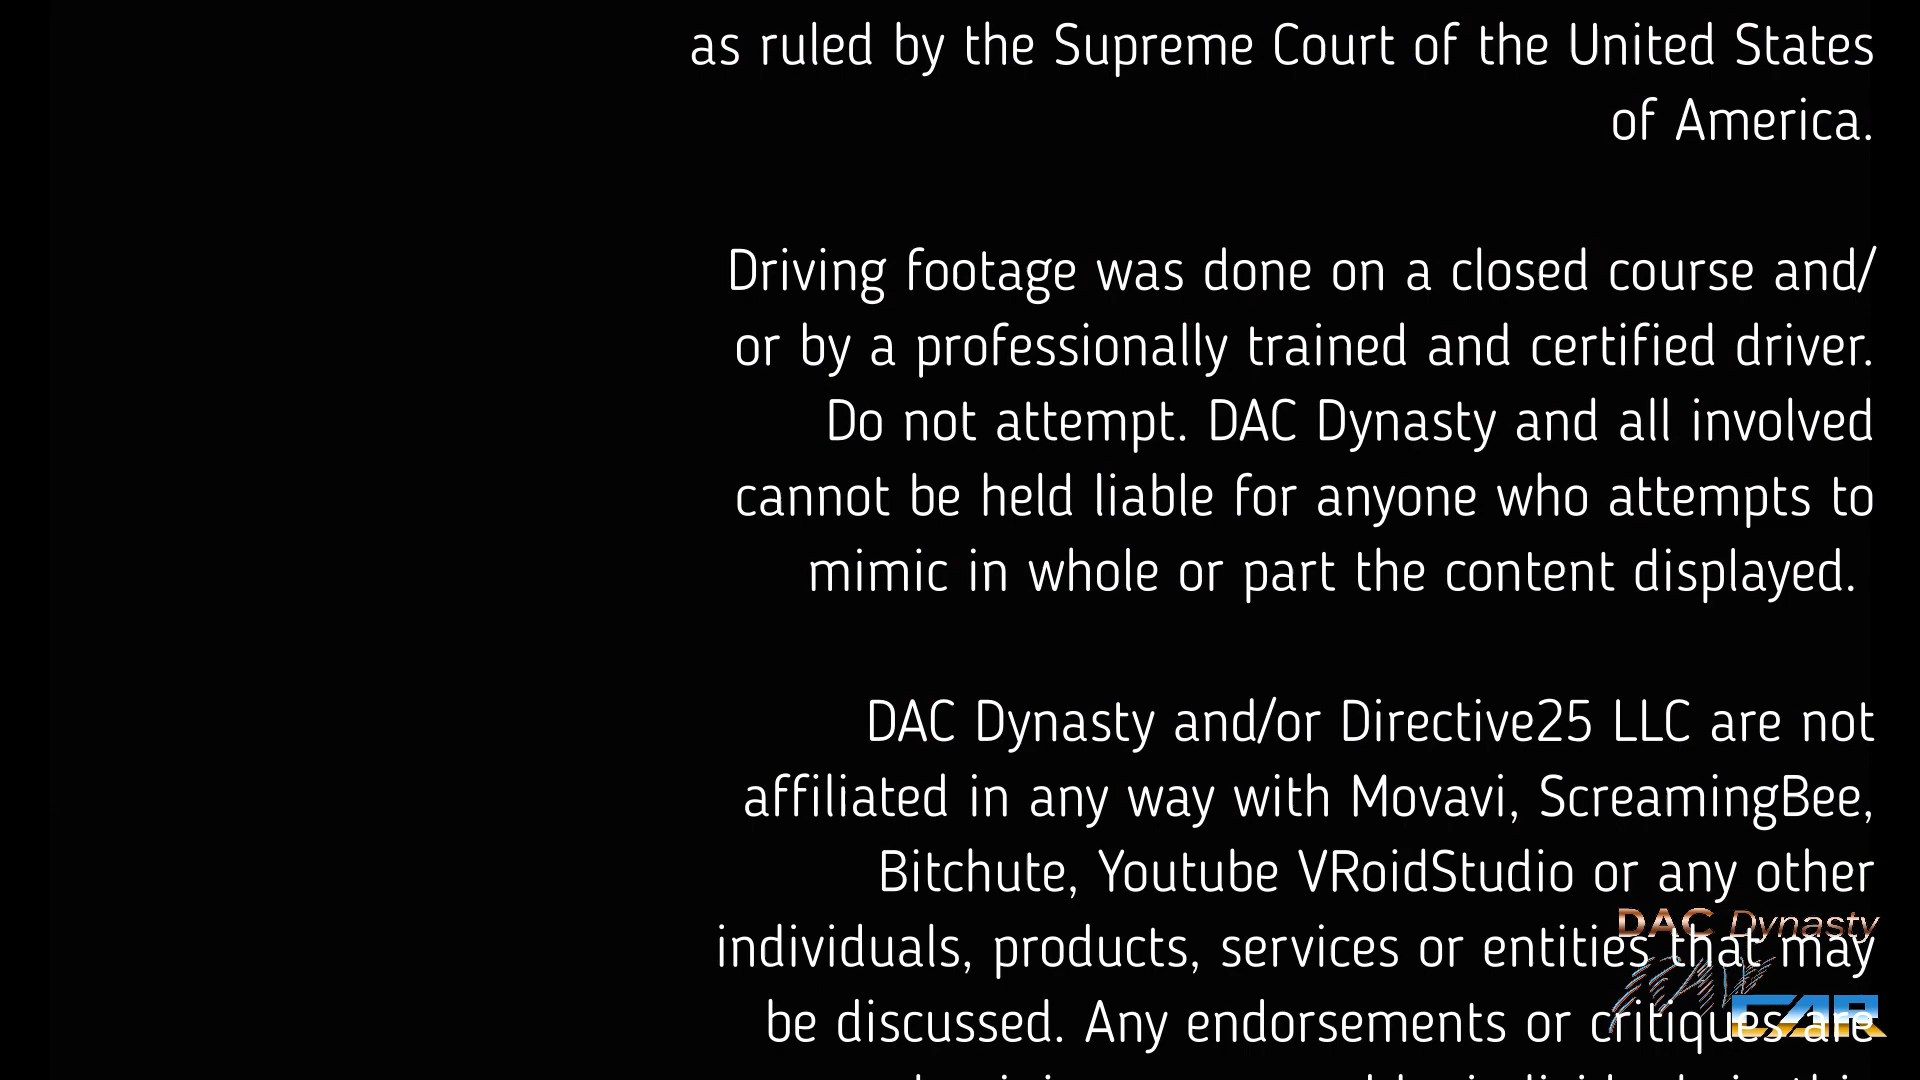 as ruled by the Supreme Court of the United States
of America.
Driving footage was done on a closed course and/
or by a professionally trained and certified driver.
Do not attempt. DAC Dynasty and all involved
cannot be held liable for anyone who attempts to
mimic in whole or part the content displayed.
DAC Dynasty and/or Directive25 LLC are not
affiliated in any way with Movavi, ScreamingBee,
Bitchute, Youtube VRoidStudio or any other
DAC Dynasty
individuals, products, services or entities that may
be discussed. Any endorsements or critiques are
CAR